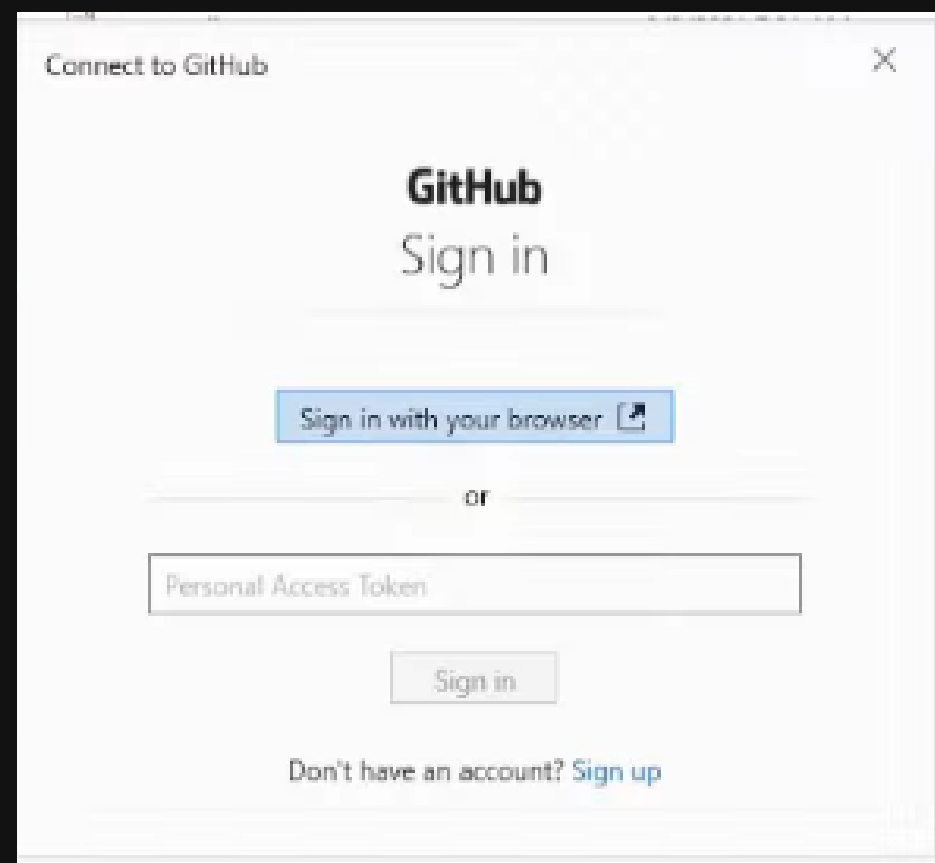 Connect to GitHub
GitHub
Sign in
Sign in with your browser
or
Personal Access Token
Sign in
Don't have an account? Sign up